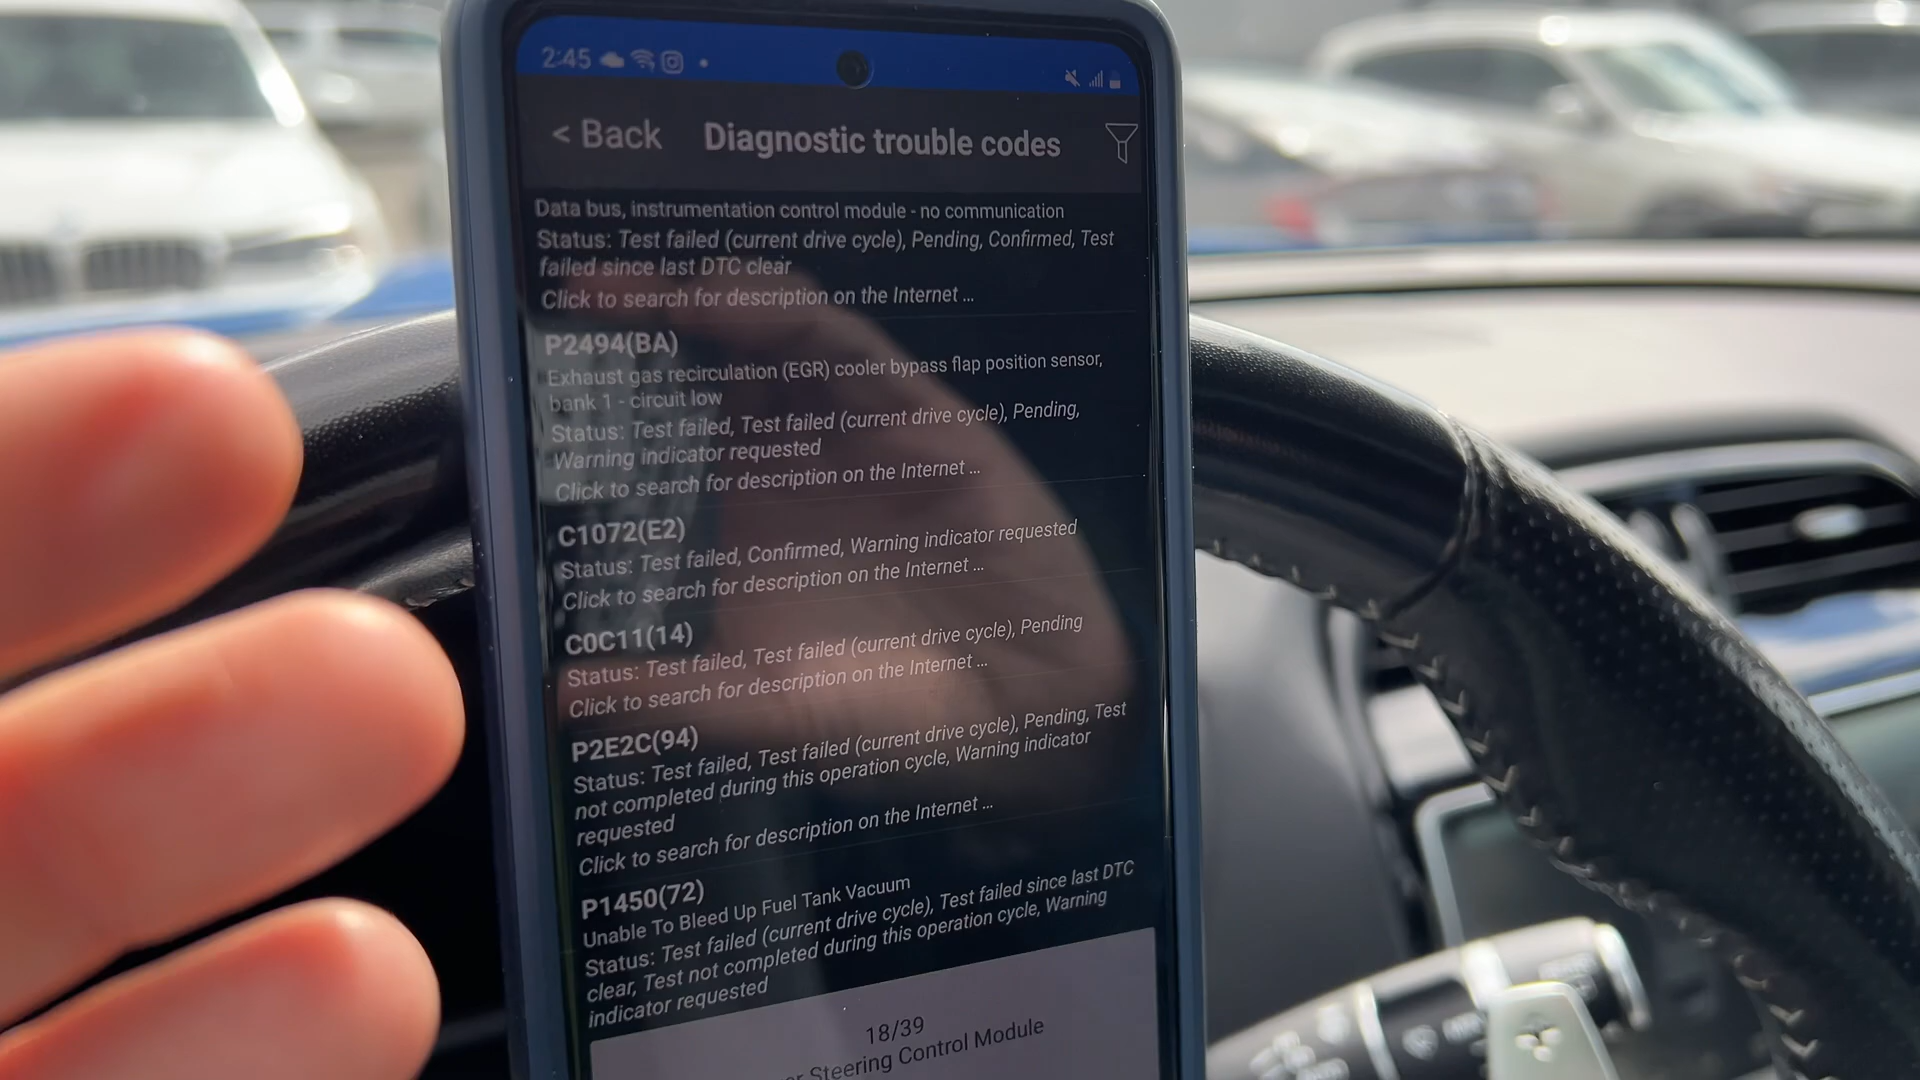 2:45
< Back Diagnostic trouble codes
Data bus, instrumentation control module - no communication
Status: Test failed (current drive cycle), Pending, Confirmed, Test
failed since last DTC clear
Click to search for description on the Internet ...
P2494(BA)
Exhaust gas recirculation (EGR) cooler bypass flap position sensor,
bank 1 - circuit low
Status: Test failed, Test failed (current drive cycle), Pending,
Warning indicator requested
Click to search for description on the Internet ...
C1072(E2)
Status: Test failed, Confirmed, Warning indicator requested
Click to search for description on the Internet ...
C0C11(14)
Status: Test failed, Test failed (current drive cycle), Pending
Click to search for description on the Internet ...
P2E2C(94)
Status: Test failed, Test failed (current drive cycle), Pending, Test
not completed during this operation cycle, Warning indicator
requested
Click to search for description on the Internet ...
P1450(72)
Unable To Bleed Up Fuel Tank Vacuum
Status: Test failed (current drive cycle), Test failed since last DTC
clear, Test not completed during this operation cycle, Warning
indicator requested
18/39
Steering Control Module